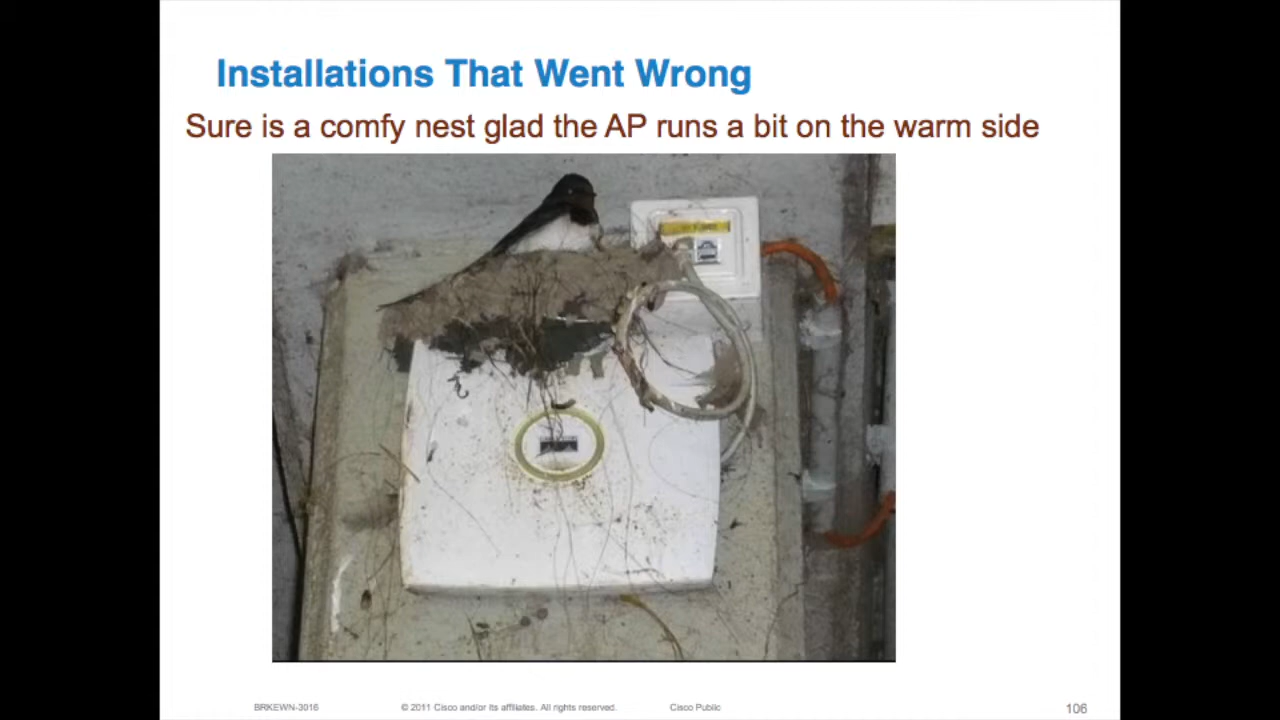 Installations That Went Wrong
Sure is a comfy nest glad the AP runs a bit on the warm side
BRKEWN-3016 © 2011 Cisco and/or its affiliates. All rights reserved. Cisco Public 106